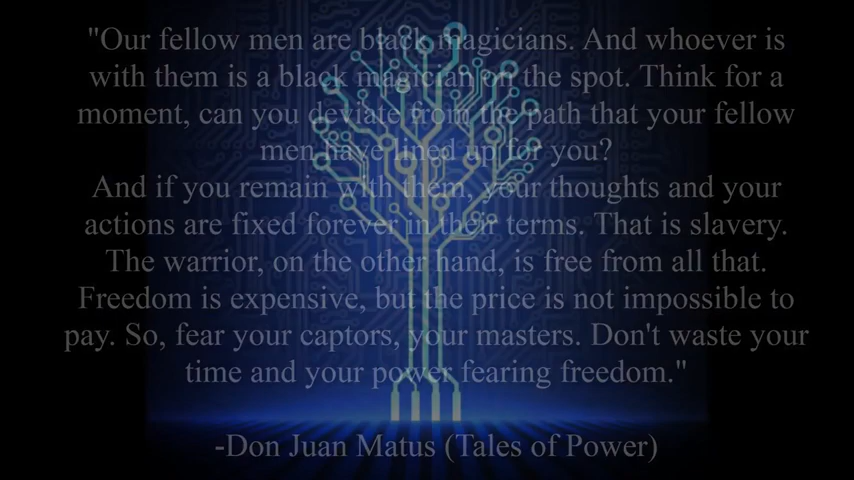 "Our fellow men are black magicians. And whoever is
with them is a black magician on the spot. Think for a
moment, can you deviate from the path that your fellow
men have lined up for you?
And if you remain with them, your thoughts and your
actions are fixed forever in their terms. That is slavery.
The warrior, on the other hand, is free from all that.
Freedom is expensive, but the price is not impossible to
pay. So, fear your captors, your masters. Don't waste your
time and your power fearing freedom."
-Don Juan Matus (Tales of Power)